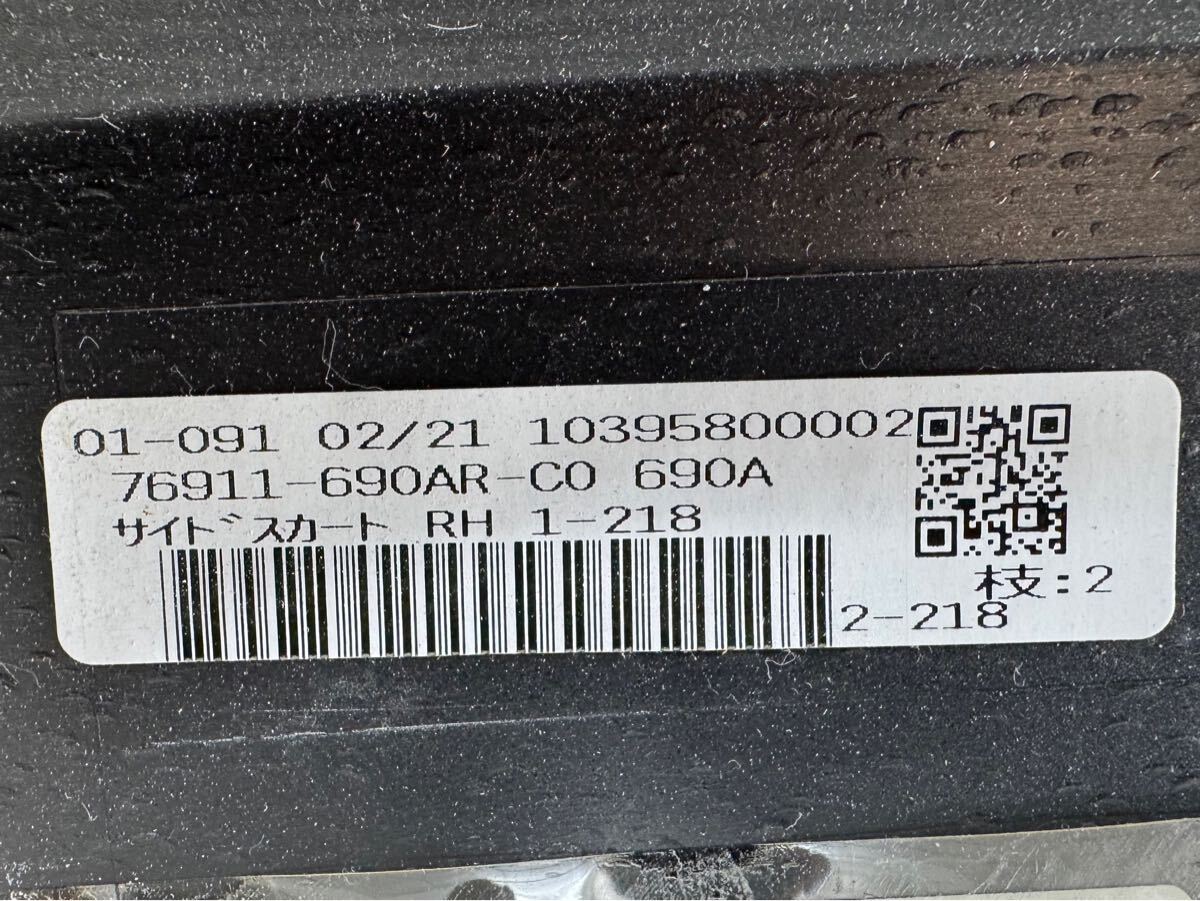 01-091 02/21 10395800002
76911-690AR-C0 690A
ｻｲﾄﾞｽｶｰﾄ RH 1-218
枝:2
2-218